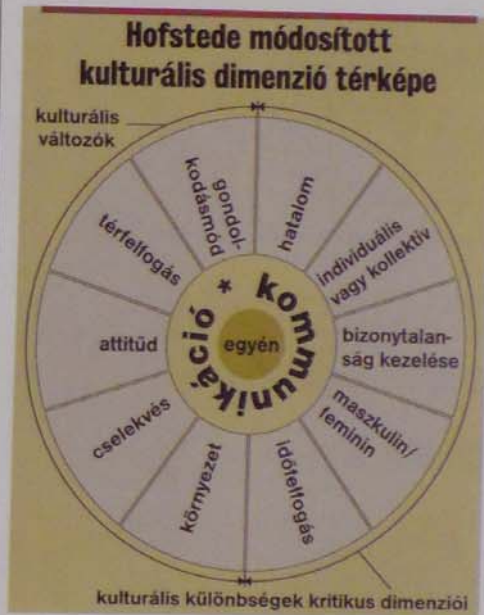 Hofstede módosított
kulturális dimenzió térképe
kulturális
változók
hatalom
individuális
vagy kollektív
bizonytalan-
ság kezelése
maszkulin/
feminin
időfelfogás
környezet
cselekvés
attitűd
térfelfogás
gondol-
kodásmód
* kommunikáció
egyén
kulturális különbségek kritikus dimenziói